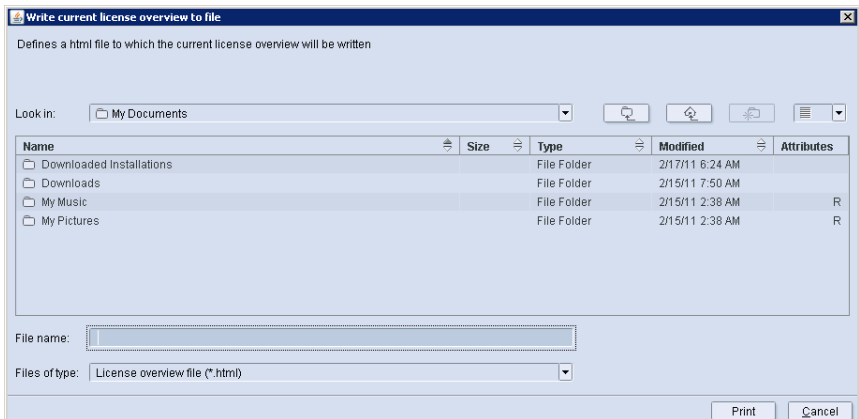 Write current license overview to file
Defines a html file to which the current license overview will be written
Look in: My Documents
Name Size Type Modified Attributes
Downloaded Installations File Folder 2/17/11 6:24 AM
Downloads File Folder 2/15/11 7:50 AM
My Music File Folder 2/15/11 2:38 AM R
My Pictures File Folder 2/15/11 2:38 AM R
File name:
Files of type: License overview file (*.html)
Print Cancel